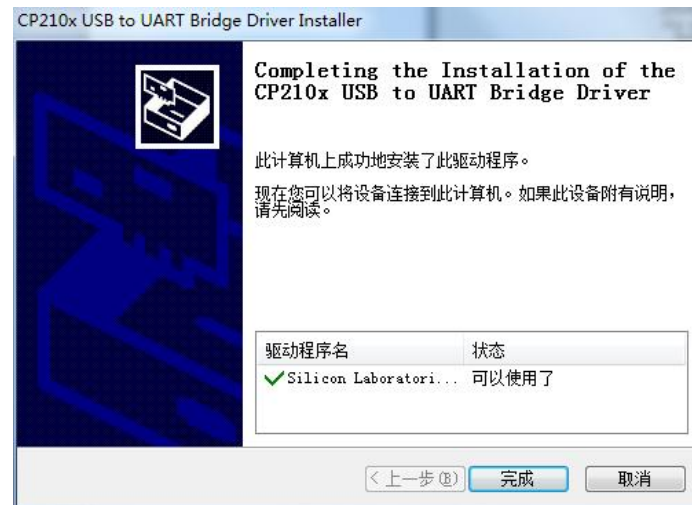 CP210x USB to UART Bridge Driver Installer
Completing the Installation of the
CP210x USB to UART Bridge Driver
此计算机上成功地安装了此驱动程序。
现在您可以将设备连接到此计算机。如果此设备附有说明,
请先阅读。
驱动程序名 状态
Silicon Laboratori... 可以使用了
<上一步(B) 完成 取消